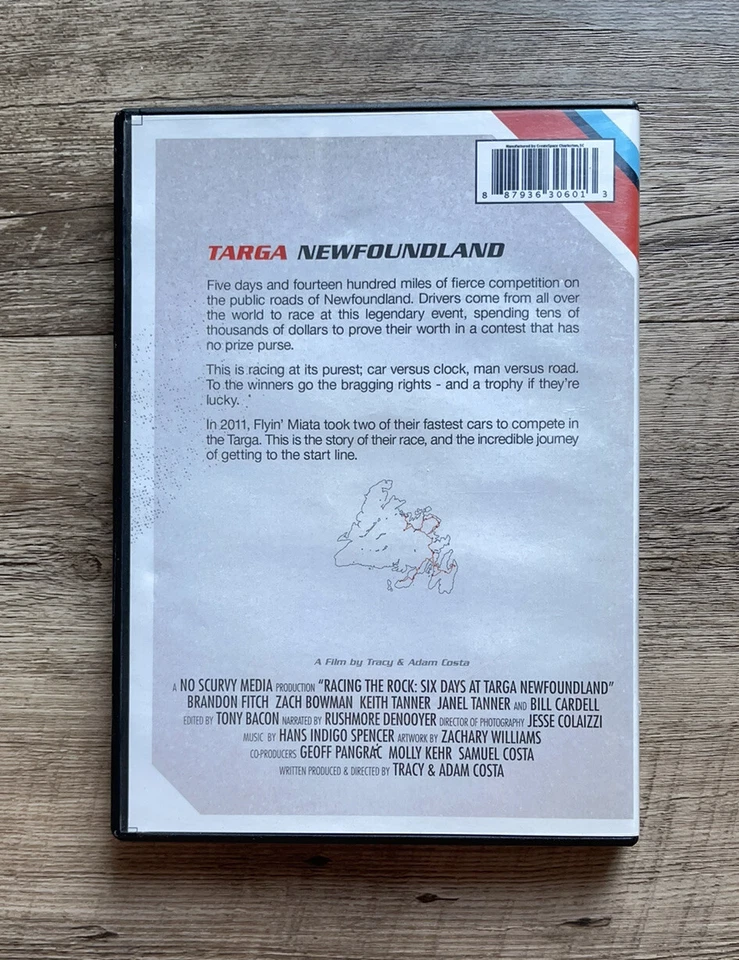 Manufactured by CreateSpace Charleston, SC
8 87936 30601 3
TARGA NEWFOUNDLAND
Five days and fourteen hundred miles of fierce competition on
the public roads of Newfoundland. Drivers come from all over
the world to race at this legendary event, spending tens of
thousands of dollars to prove their worth in a contest that has
no prize purse.
This is racing at its purest; car versus clock, man versus road.
To the winners go the bragging rights - and a trophy if they're
lucky.
In 2011, Flyin' Miata took two of their fastest cars to compete in
the Targa. This is the story of their race, and the incredible journey
of getting to the start line.
A Film by Tracy & Adam Costa
A NO SCURVY MEDIA PRODUCTION "RACING THE ROCK: SIX DAYS AT TARGA NEWFOUNDLAND"
BRANDON FITCH ZACH BOWMAN KEITH TANNER JANEL TANNER AND BILL CARDELL
EDITED BY TONY BACON NARRATED BY RUSHMORE DENOOYER DIRECTOR OF PHOTOGRAPHY JESSE COLAIZZI
MUSIC BY HANS INDIGO SPENCER ARTWORK BY ZACHARY WILLIAMS
CO-PRODUCERS GEOFF PANGRAC MOLLY KEHR SAMUEL COSTA
WRITTEN PRODUCED & DIRECTED BY TRACY & ADAM COSTA